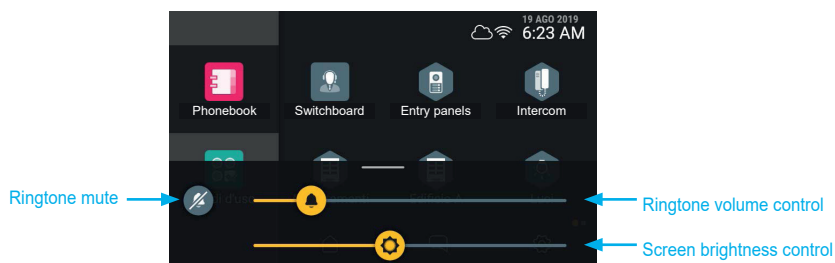 19 AGO 2019
6:23 AM
Phonebook
Switchboard
Entry panels
Intercom
Ringtone mute
Ringtone volume control
Screen brightness control